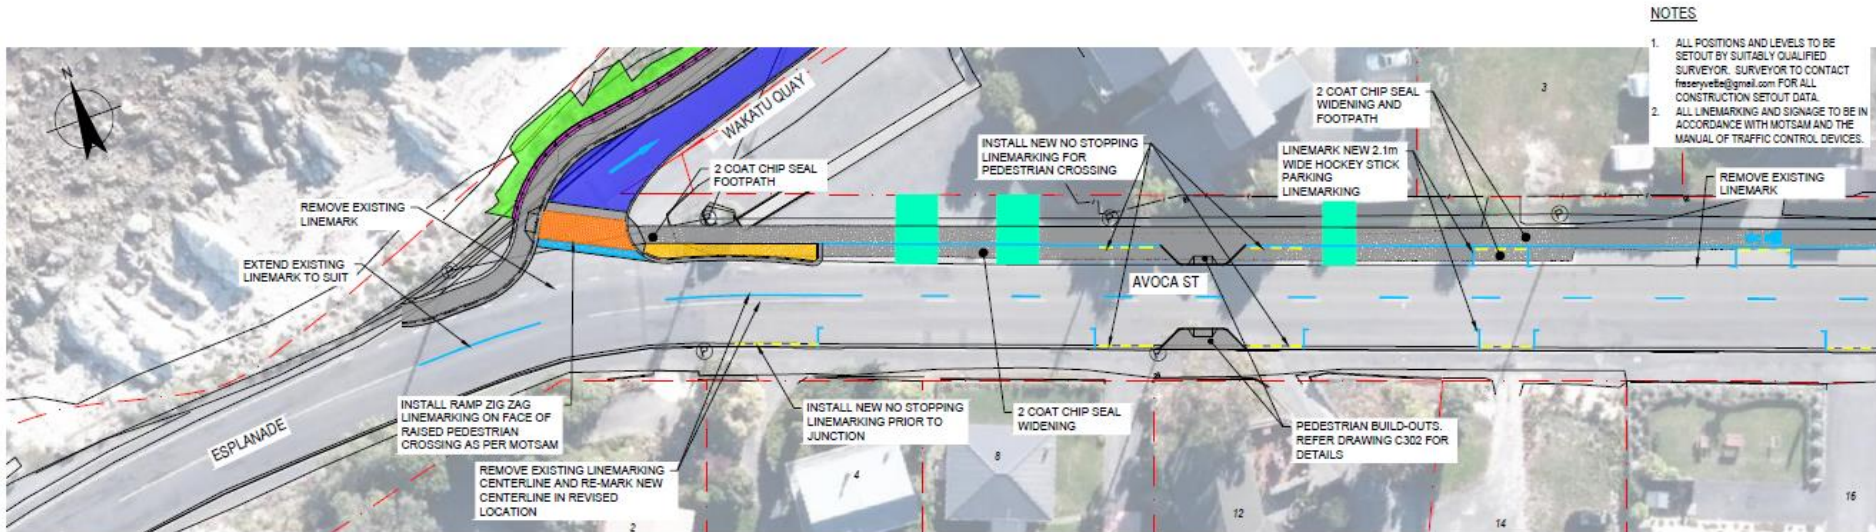 NOTES
1. ALL POSITIONS AND LEVELS TO BE
SETOUT BY SUITABLY QUALIFIED
SURVEYOR. SURVEYOR TO CONTACT
fraseryvette@gmail.com FOR ALL
CONSTRUCTION SETOUT DATA.
2. ALL LINEMARKING AND SIGNAGE TO BE IN
ACCORDANCE WITH MOTSAM AND THE
MANUAL OF TRAFFIC CONTROL DEVICES.
N
WAKATU QUAY
2 COAT CHIP SEAL
FOOTPATH
INSTALL NEW NO STOPPING
LINEMARKING FOR
PEDESTRIAN CROSSING
2 COAT CHIP SEAL
WIDENING AND
FOOTPATH
3
LINEMARK NEW 2.1m
WIDE HOCKEY STICK
PARKING
LINEMARKING
REMOVE EXISTING
LINEMARK
REMOVE EXISTING
LINEMARK
P
P
EXTEND EXISTING
LINEMARK TO SUIT
P
AVOCA ST
P
P
ESPLANADE
INSTALL RAMP ZIG ZAG
LINEMARKING ON FACE OF
RAISED PEDESTRIAN
CROSSING AS PER MOTSAM
INSTALL NEW NO STOPPING
LINEMARKING PRIOR TO
JUNCTION
2 COAT CHIP SEAL
WIDENING
PEDESTRIAN BUILD-OUTS.
REFER DRAWING C302 FOR
DETAILS
REMOVE EXISTING LINEMARKING
CENTERLINE AND RE-MARK NEW
CENTERLINE IN REVISED
LOCATION
2
4
8
12
14
16